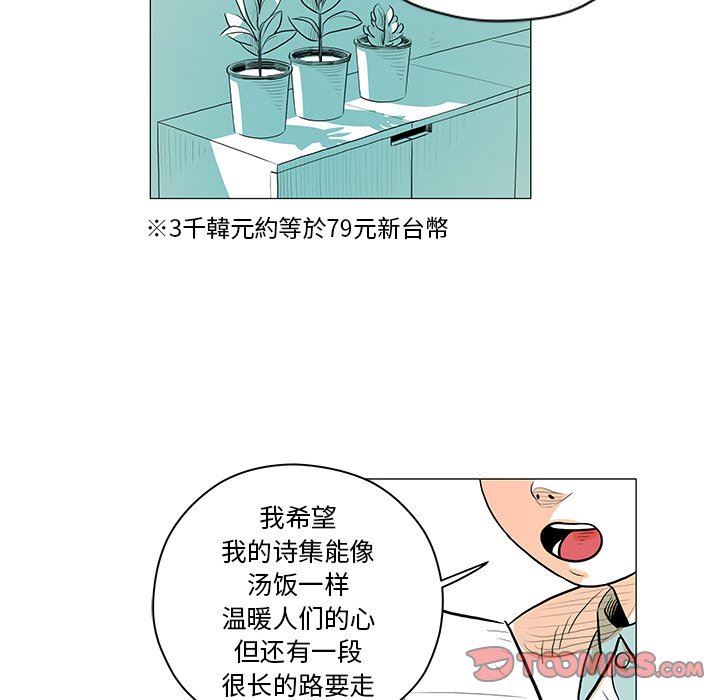 ※3千韓元約等於79元新台幣
我希望
我的诗集能像
汤饭一样
温暖人们的心
但还有一段
很长的路要走
TOOMICS.COM